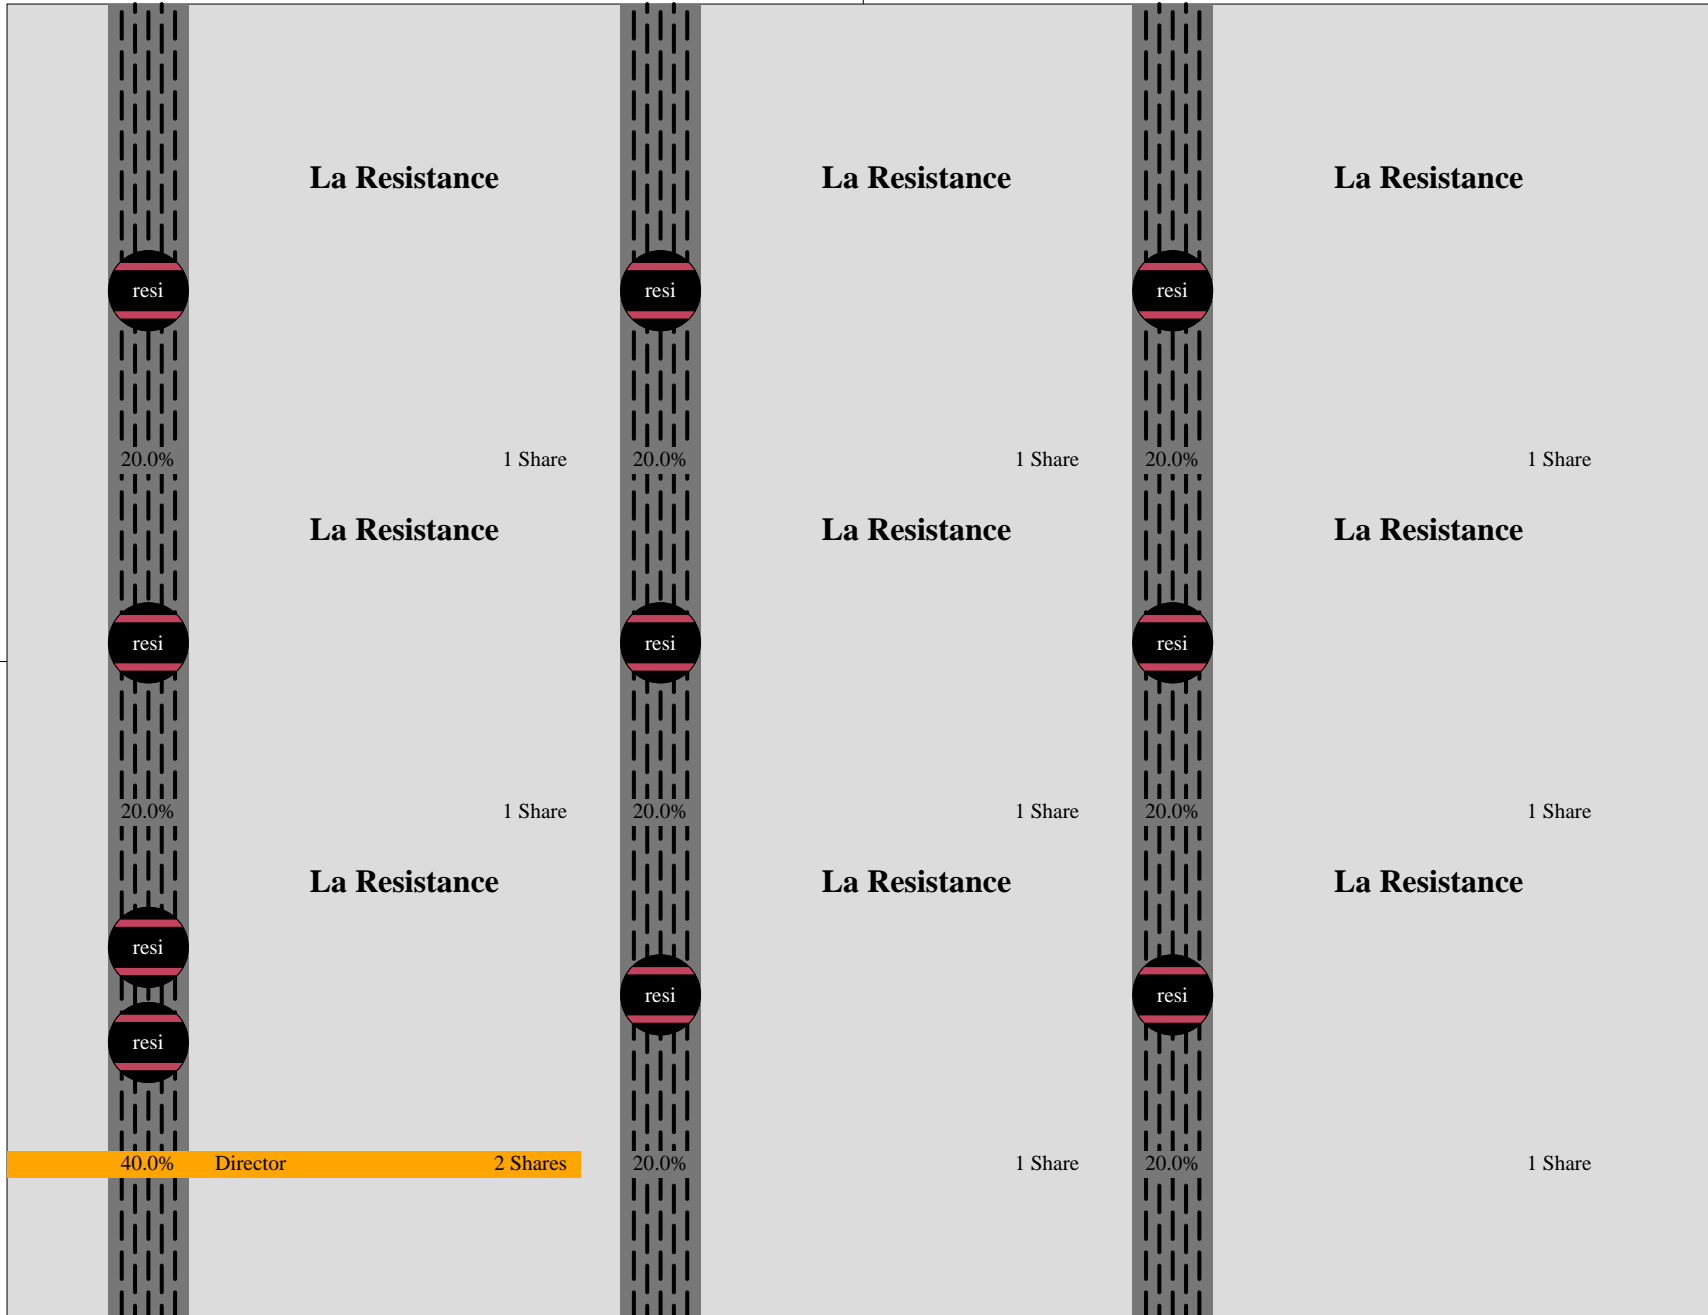 La Resistance La Resistance La Resistance
resi resi resi
20.0% 1 Share 20.0% 1 Share 20.0% 1 Share
La Resistance La Resistance La Resistance
resi resi resi
20.0% 1 Share 20.0% 1 Share 20.0% 1 Share
La Resistance La Resistance La Resistance
resi
resi resi
resi
40.0% Director 2 Shares 20.0% 1 Share 20.0% 1 Share